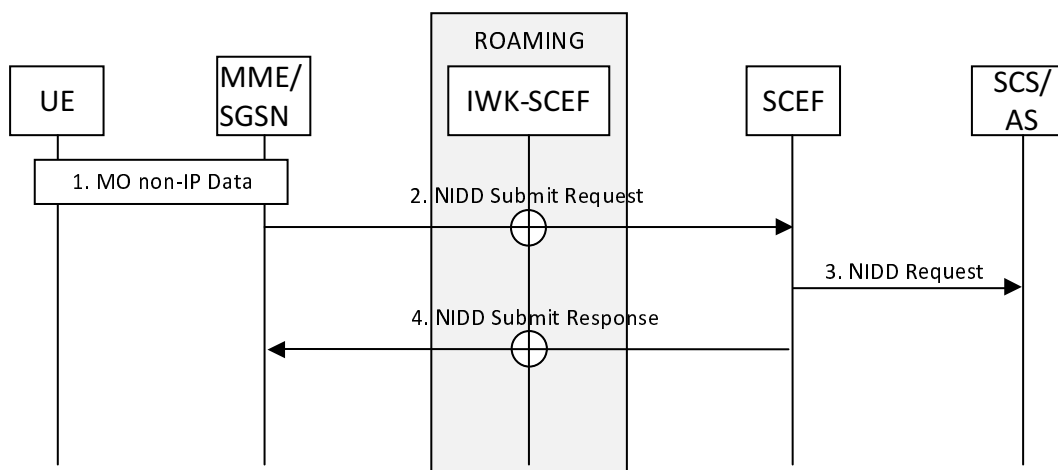 ROAMING
UE
MME/
SGSN
IWK-SCEF
SCEF
SCS/
AS
1. MO non-IP Data
2. NIDD Submit Request
3. NIDD Request
4. NIDD Submit Response